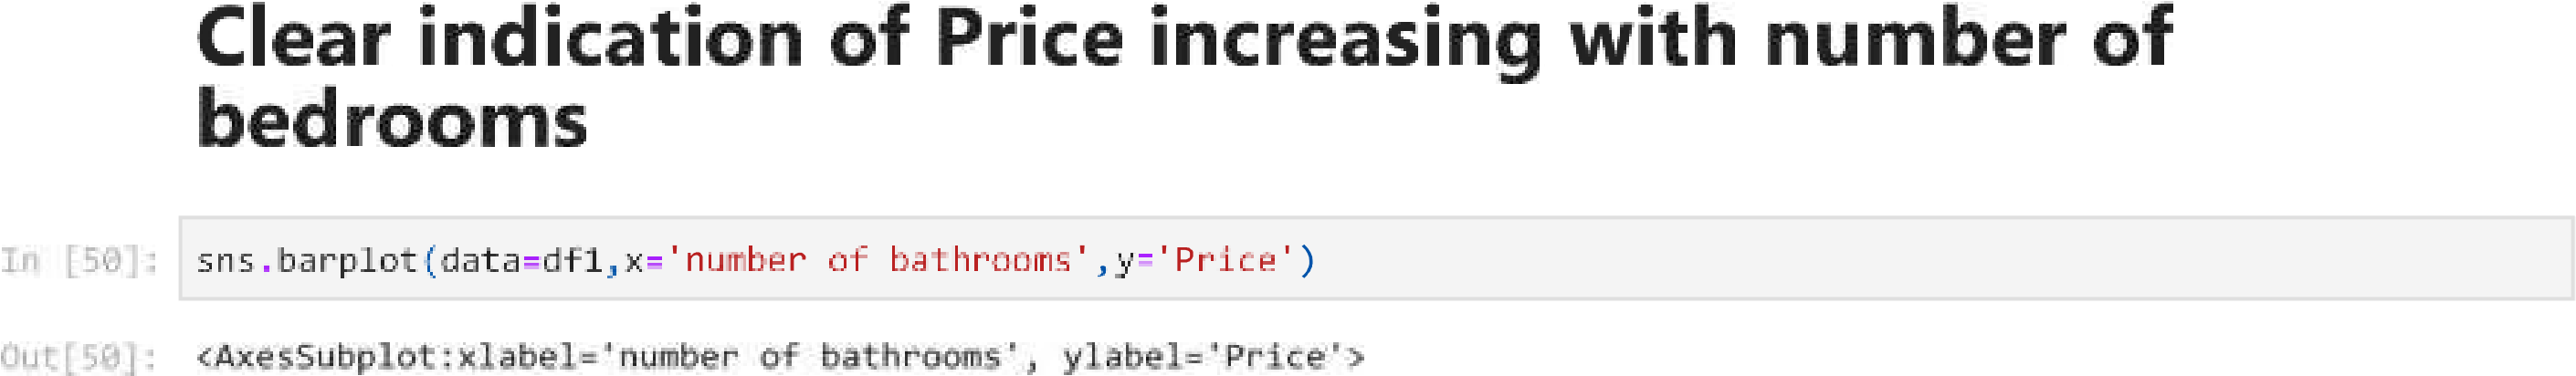 Clear indication of Price increasing with number of
bedrooms
In [50]: sns.barplot(data=df1,x='number of bathrooms',y='Price')
Out[50]: <AxesSubplot:xlabel='number of bathrooms', ylabel='Price'>